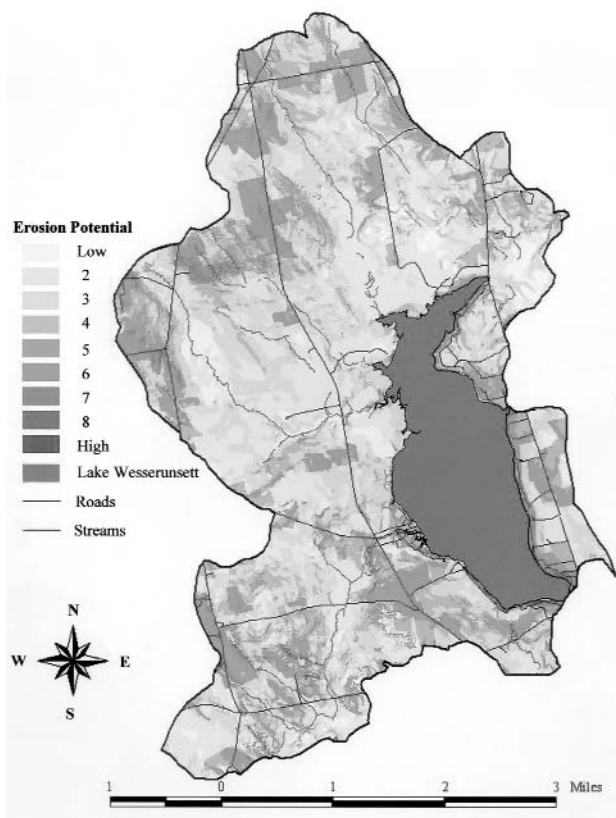 Erosion Potential
Low
2
3
4
5
6
7
8
High
Lake Wesserunsett
Roads
Streams
N
W E
S
1 0 1 2 3 Miles